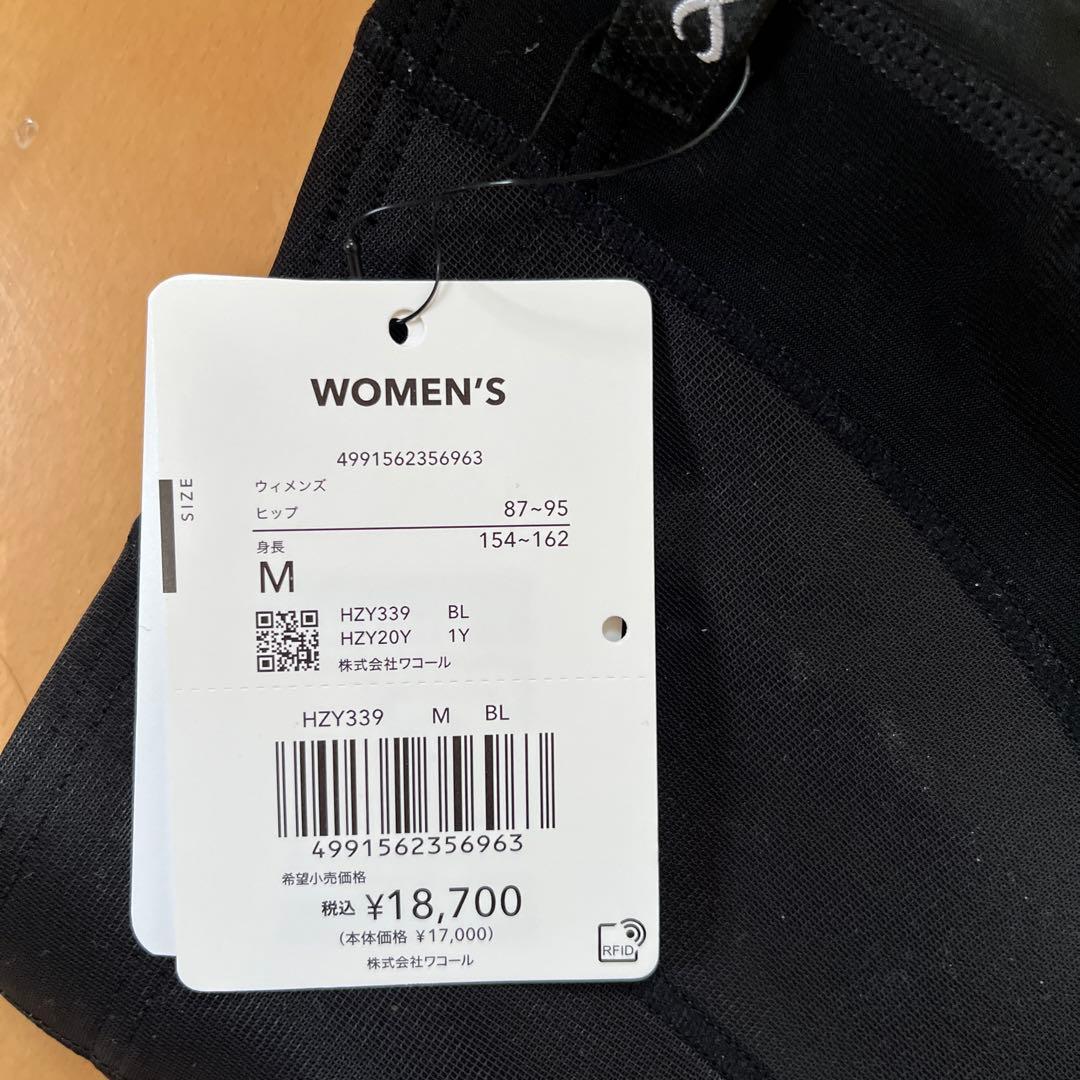 WOMEN'S
4991562356963
SIZE
ウィメンズ
ヒップ 87~95
身長 154~162
M
HZY339 BL
HZY20Y 1Y
株式会社ワコール
HZY339 M BL
4991562356963
希望小売価格
税込 ¥18,700
(本体価格 ¥17,000)
株式会社ワコール
RFID